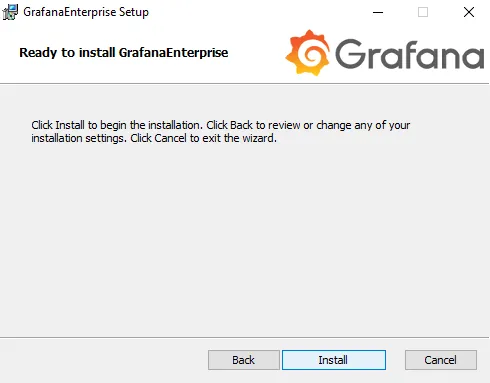 GrafanaEnterprise Setup
Ready to install GrafanaEnterprise
Grafana
Click Install to begin the installation. Click Back to review or change any of your
installation settings. Click Cancel to exit the wizard.
Back
Install
Cancel